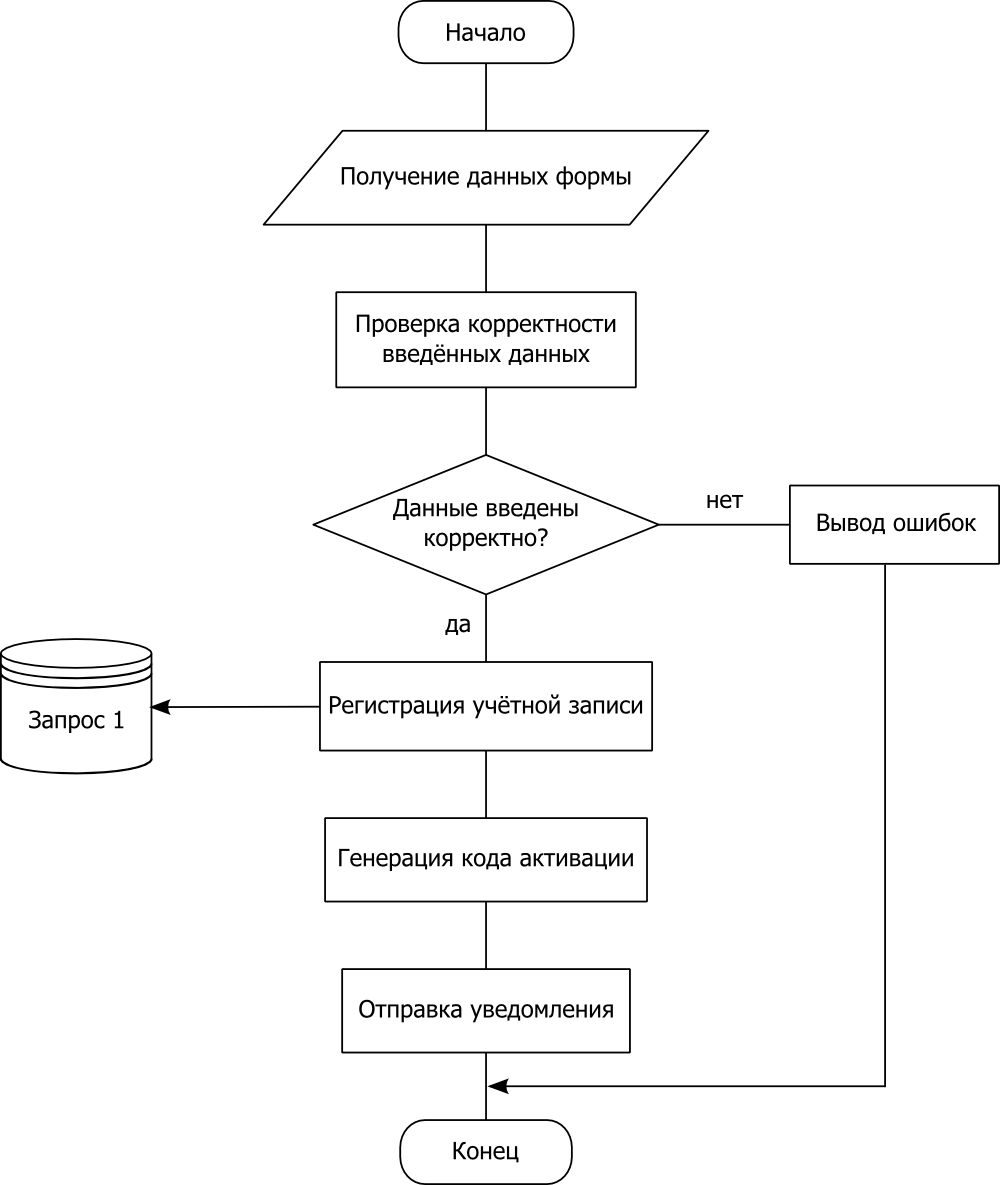 Начало
Получение данных формы
Проверка корректности
введённых данных
Данные введены
корректно?
нет
Вывод ошибок
да
Регистрация учётной записи
Запрос 1
Генерация кода активации
Отправка уведомления
Конец